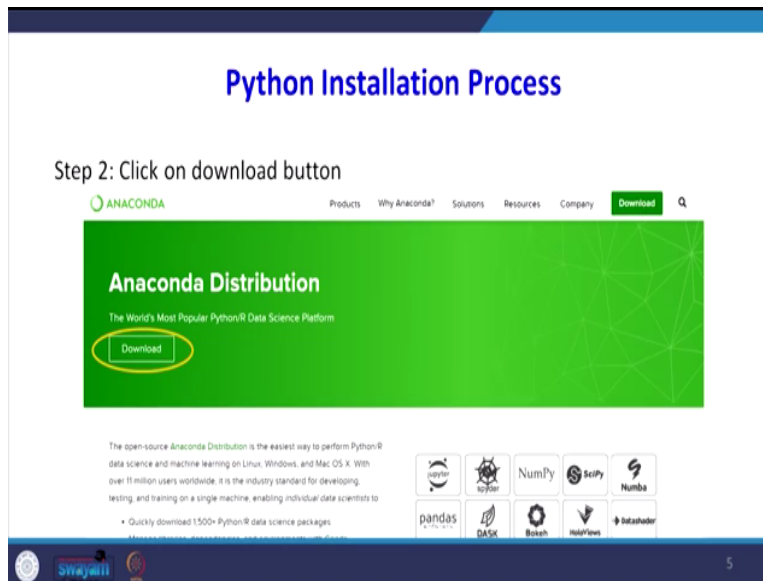 Python Installation Process
Step 2: Click on download button
ANACONDA Products Why Anaconda? Solutions Resources Company Download
Anaconda Distribution
The World's Most Popular Python/R Data Science Platform
Download
The open-source Anaconda Distribution is the easiest way to perform Python/R
data science and machine learning on Linux, Windows, and Mac OS X. With
over 11 million users worldwide, it is the industry standard for developing,
testing, and training on a single machine, enabling individual data scientists to
• Quickly download 1,500+ Python/R data science packages
jupyter spyder NumPy SciPy Numba
pandas DASK Bokeh HoloViews Datashader
swayam 5